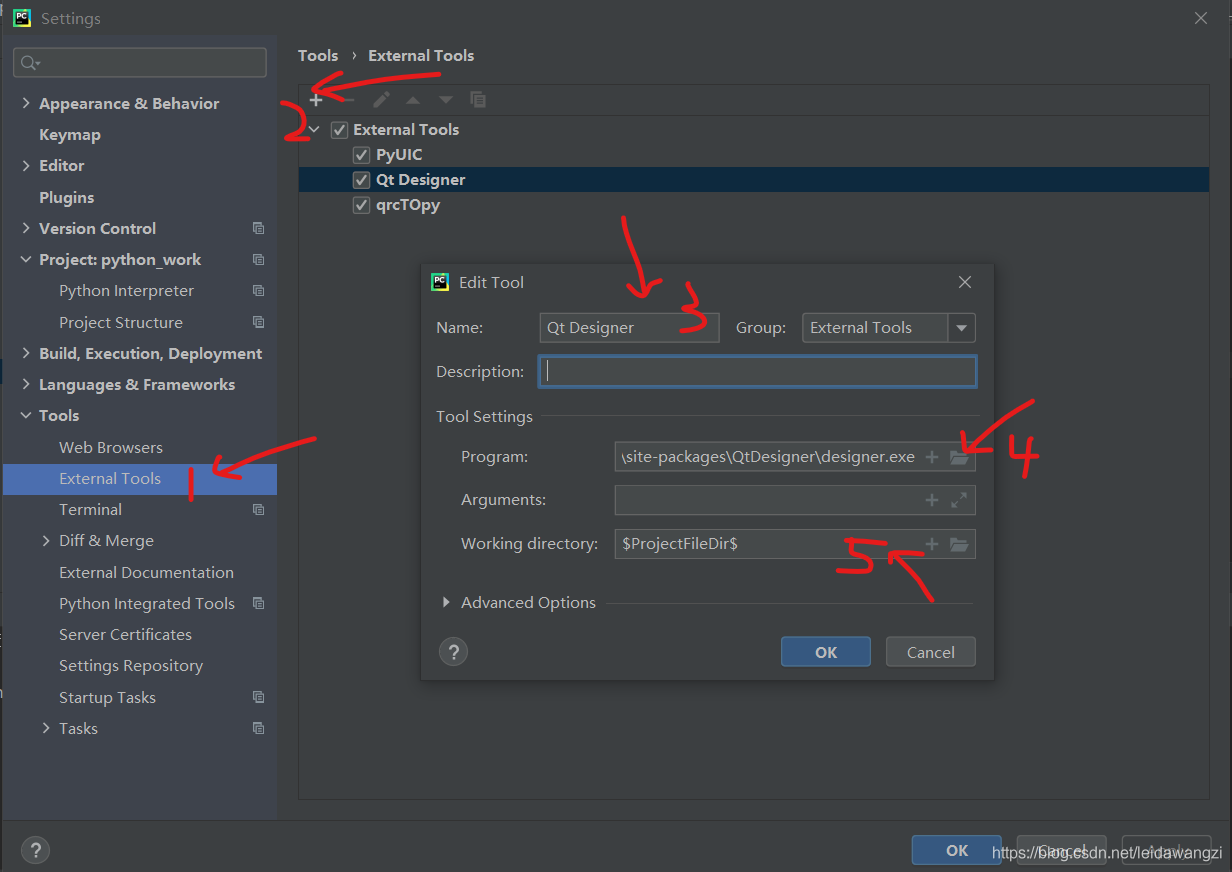 Settings
Tools › External Tools
Appearance & Behavior
Keymap
Editor
Plugins
Version Control
Project: python_work
Python Interpreter
Project Structure
Build, Execution, Deployment
Languages & Frameworks
Tools
Web Browsers
External Tools
1
Terminal
Diff & Merge
External Documentation
Python Integrated Tools
Server Certificates
Settings Repository
Startup Tasks
Tasks
2
External Tools
PyUIC
Qt Designer
qrcTOpy
Edit Tool
Name: Qt Designer 3 Group: External Tools
Description:
Tool Settings
Program: \site-packages\QtDesigner\designer.exe 4
Arguments:
Working directory: $ProjectFileDir$ 5
Advanced Options
? OK Cancel
? OK Cancel Apply
https://blog.csdn.net/leidawangzi